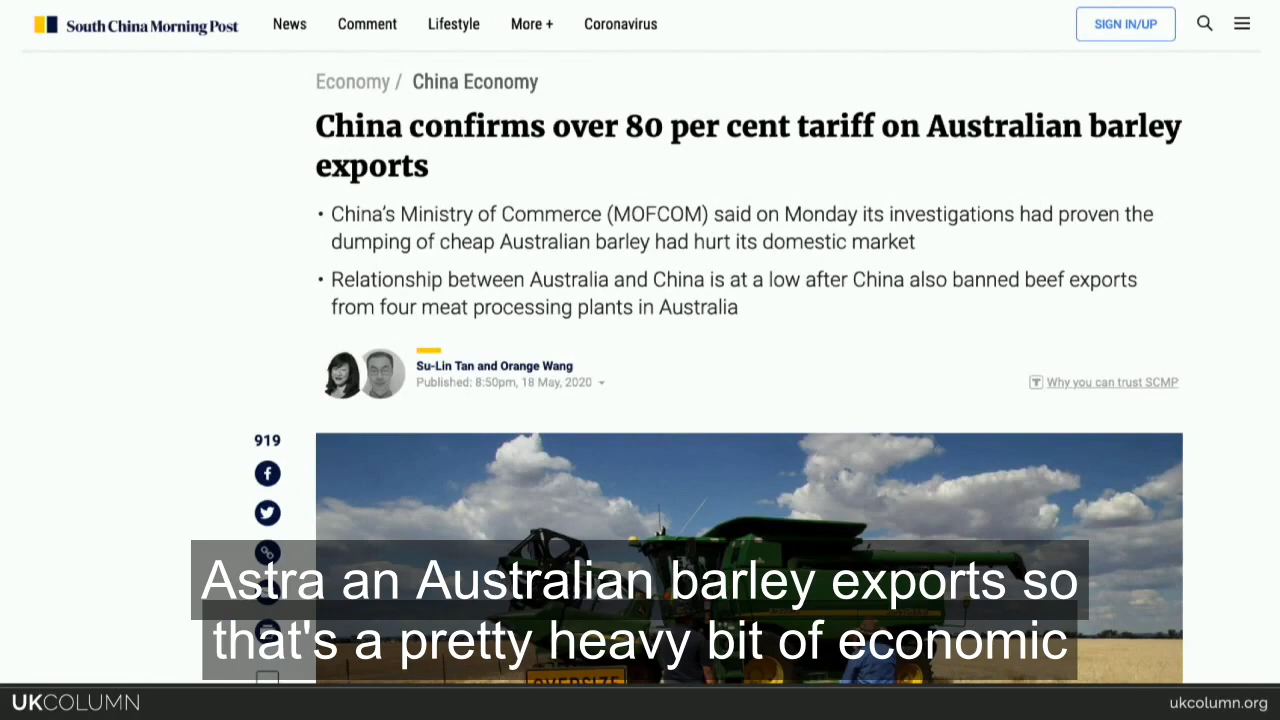 South China Morning Post
News Comment Lifestyle More + Coronavirus
SIGN IN/UP
Economy / China Economy
China confirms over 80 per cent tariff on Australian barley
exports
• China's Ministry of Commerce (MOFCOM) said on Monday its investigations had proven the
dumping of cheap Australian barley had hurt its domestic market
• Relationship between Australia and China is at a low after China also banned beef exports
from four meat processing plants in Australia
Su-Lin Tan and Orange Wang
Published: 8:50pm, 18 May, 2020
Why you can trust SCMP
919
Astra an Australian barley exports so
that's a pretty heavy bit of economic
OVERSIZE
UKCOLUMN
ukcolumn.org